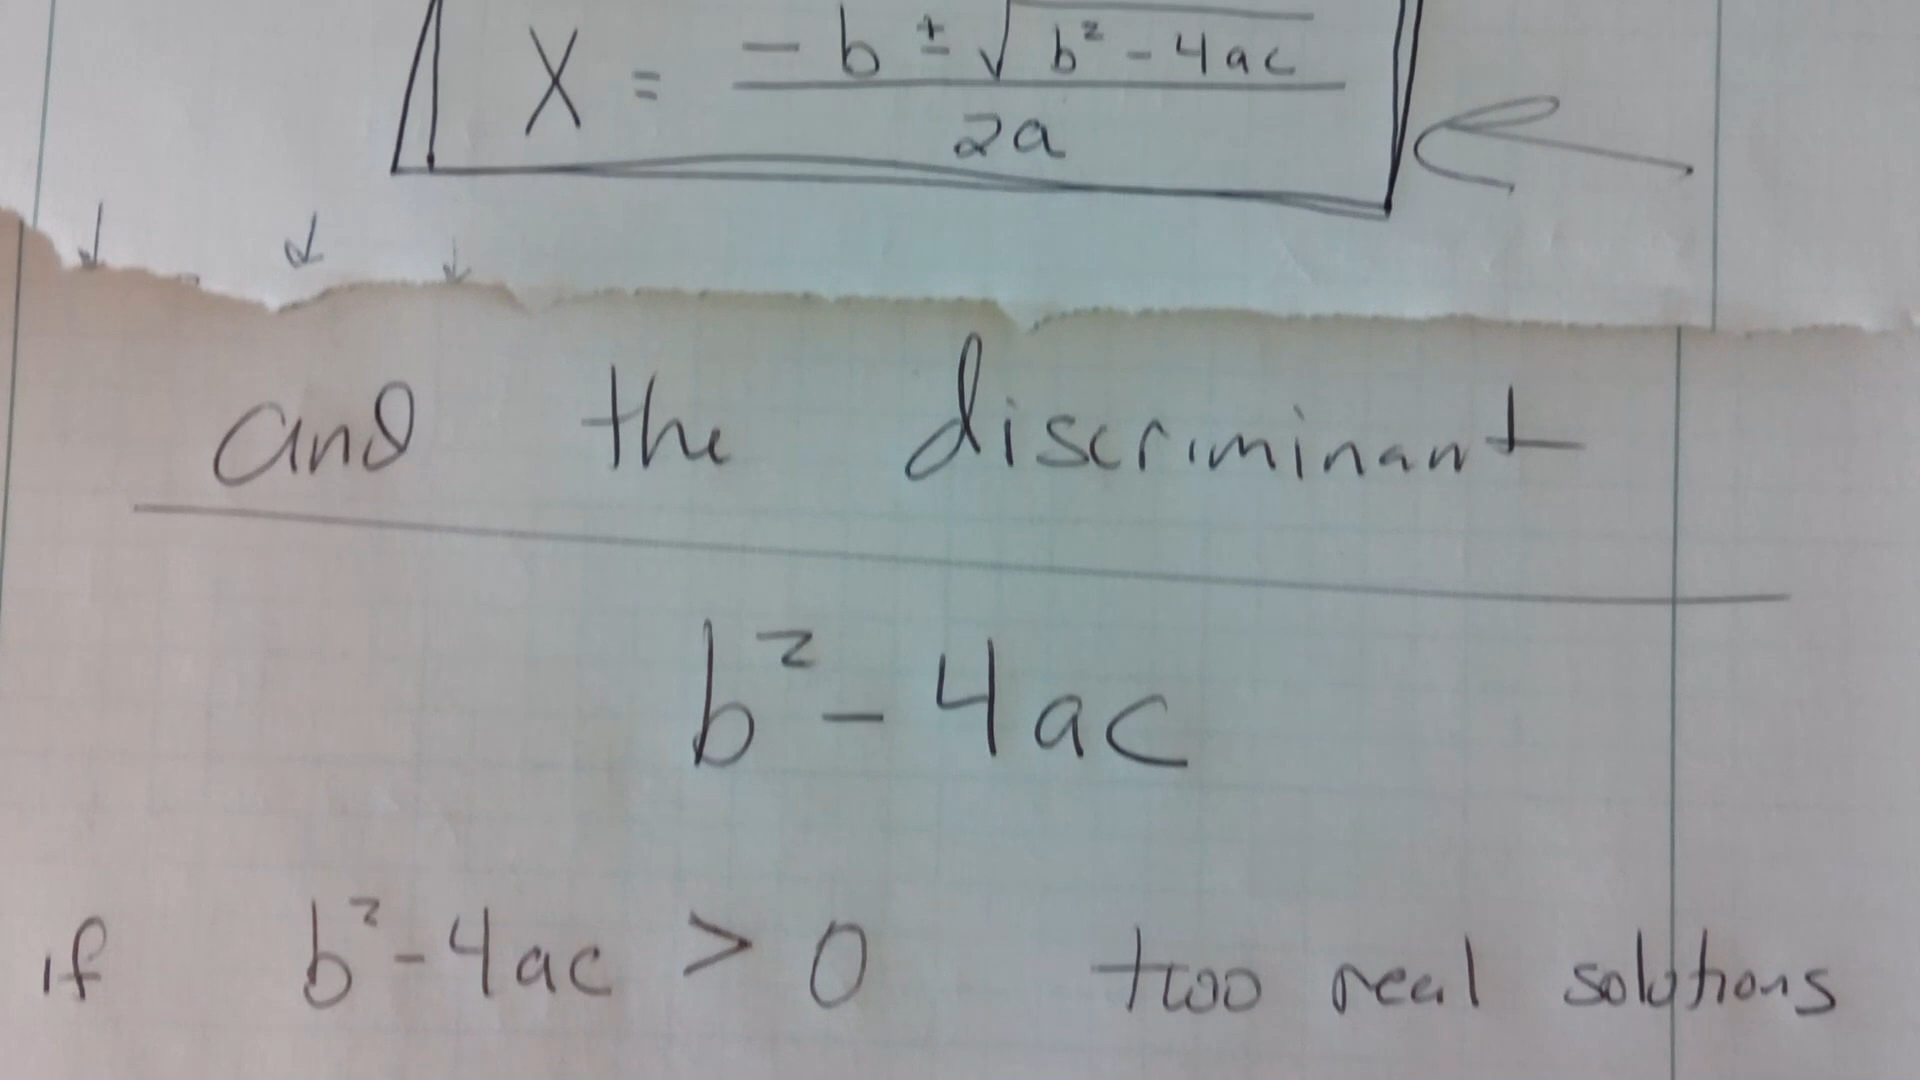 X = -b ± √b² - 4ac
2a
and the discriminant
b² - 4ac
if b² - 4ac > 0 two real solutions